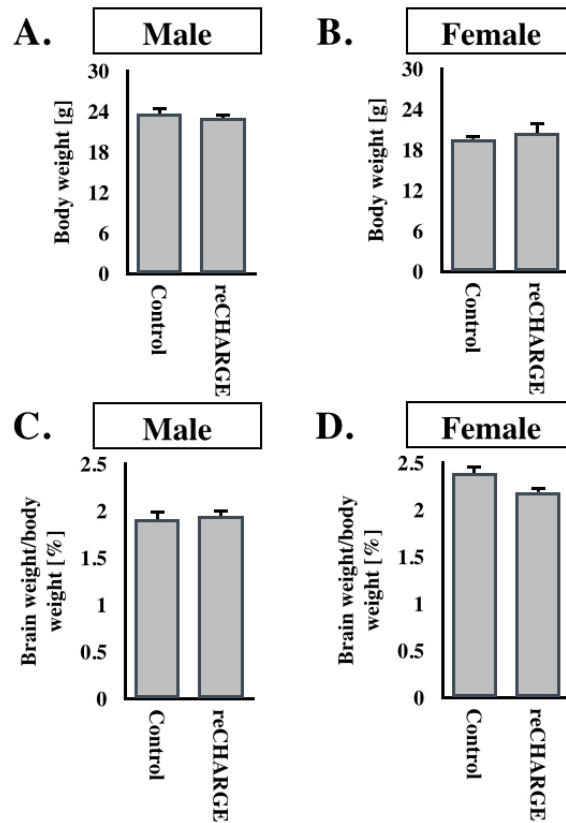 A.
Male
Body weight [g]
30
24
18
12
6
0
Control
reCHARGE
B.
Female
Body weight [g]
30
24
18
12
6
0
Control
reCHARGE
C.
Male
Brain weight/body
weight [%]
2.5
2
1.5
1
0.5
0
Control
reCHARGE
D.
Female
Brain weight/body
weight [%]
2.5
2
1.5
1
0.5
0
Control
reCHARGE